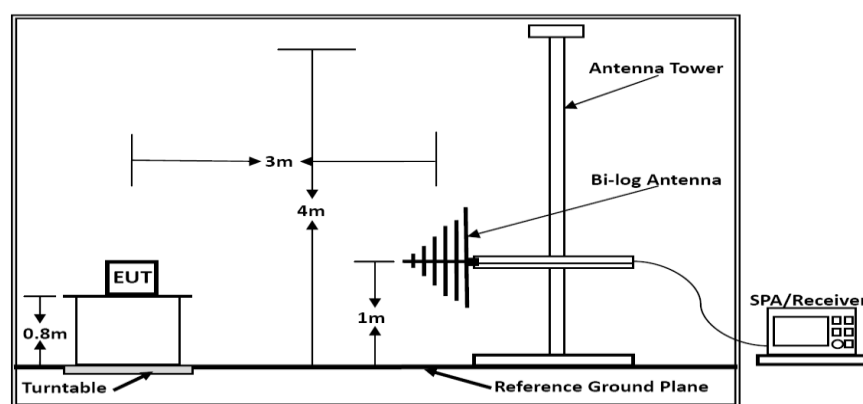 Antenna Tower
3m
Bi-log Antenna
4m
EUT
1m
0.8m
SPA/Receiver
Turntable
Reference Ground Plane